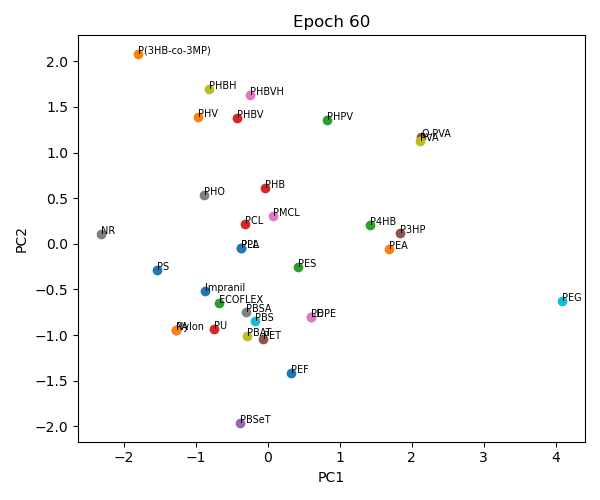 Epoch 60
P(3HB-co-3MP)
PHBH
PHBVH
PHV
PHBV
PHPV
O-PVA
PVA
PHB
PHO
PMCL
PCL
P4HB
P3HP
NR
PLA
PEA
PS
PES
Impranil
ECOFLEX
PEG
PBSA
PBS
LDPE
Nylon
PU
PBAT
PET
PEF
PBSeT
2.0
1.5
1.0
0.5
0.0
−0.5
−1.0
−1.5
−2.0
PC2
−2
−1
0
1
2
3
4
PC1